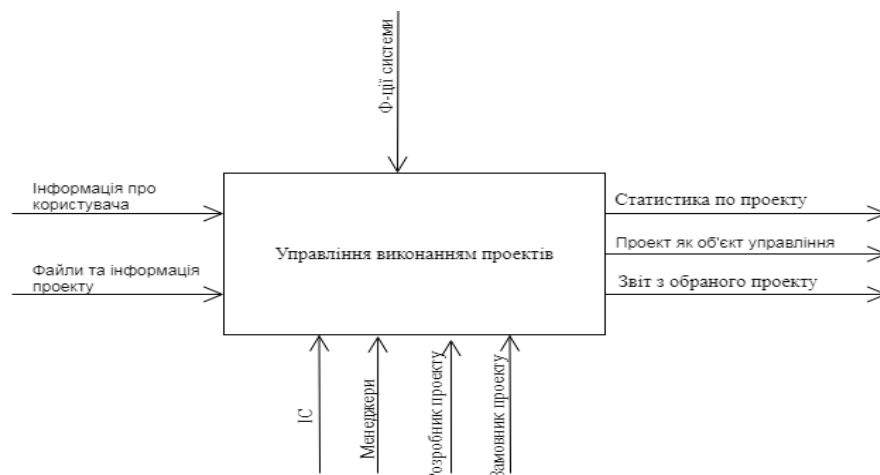 Ф-ції системи
Інформація про
користувача
Файли та інформація
проекту
Управління виконанням проектів
Статистика по проекту
Проект як об'єкт управління
Звіт з обраного проекту
ІС
Менеджери
Розробник проекту
Замовник проекту